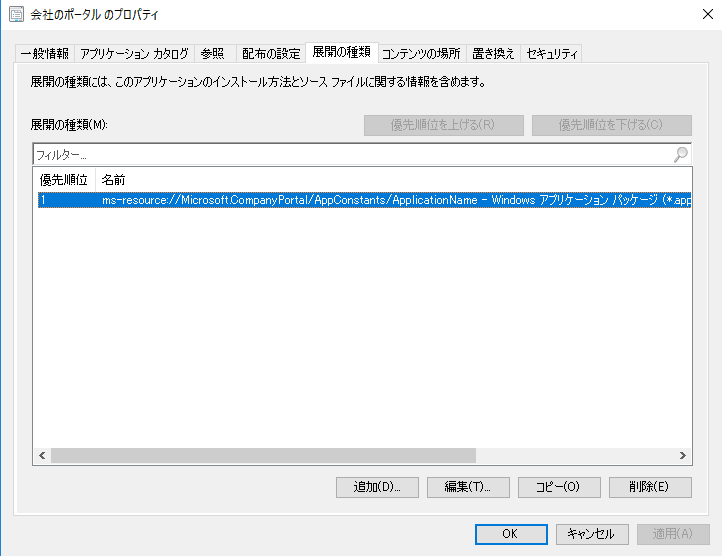 会社のポータル のプロパティ
一般情報 アプリケーション カタログ 参照 配布の設定 展開の種類 コンテンツの場所 置き換え セキュリティ
展開の種類には、このアプリケーションのインストール方法とソース ファイルに関する情報を含めます。
展開の種類(M):
優先順位を上げる(R) 優先順位を下げる(C)
フィルター...
優先順位 名前
1 ms-resource://Microsoft.CompanyPortal/AppConstants/ApplicationName - Windows アプリケーション パッケージ (*.app
追加(D)... 編集(T)... コピー(O) 削除(E)
OK キャンセル 適用(A)